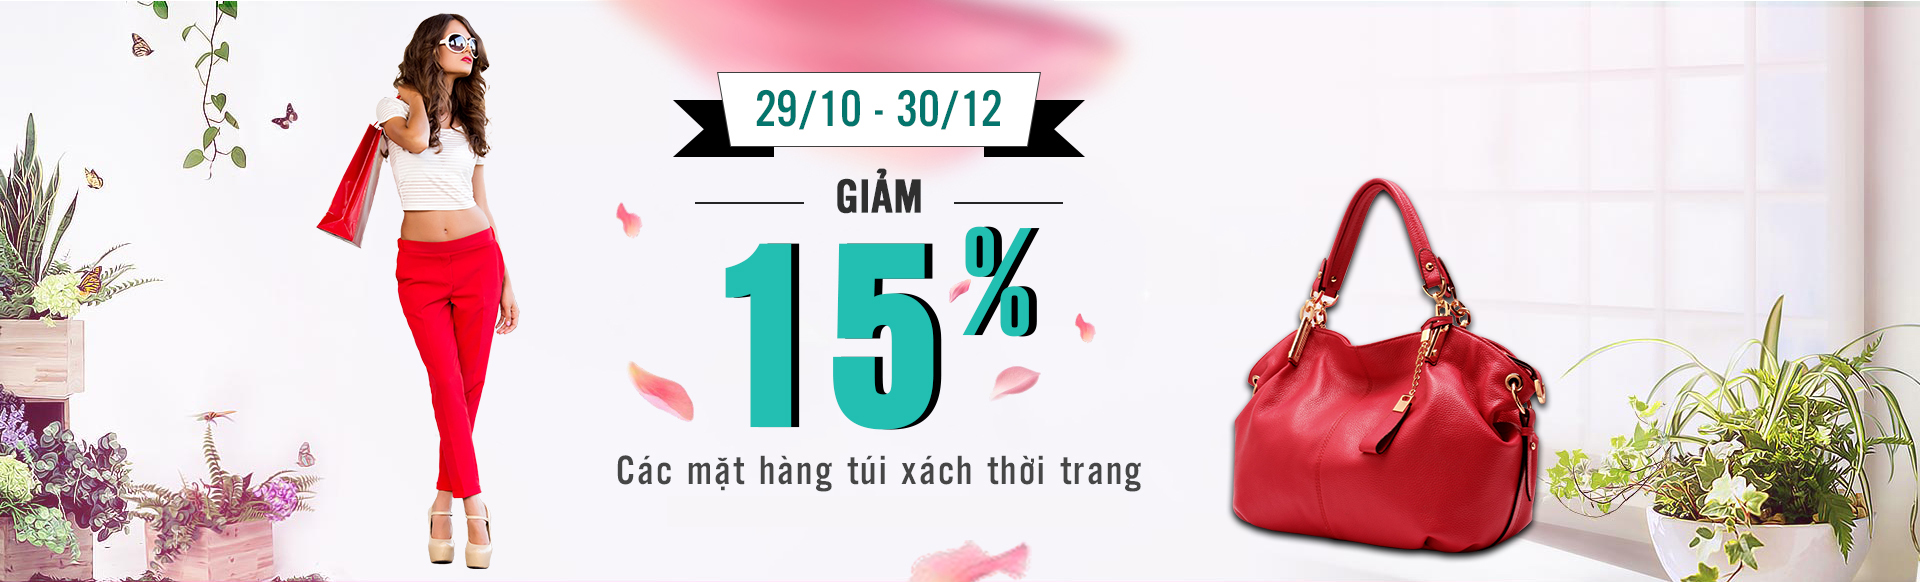 29/10 - 30/12
GIẢM
15%
Các mặt hàng túi xách thời trang